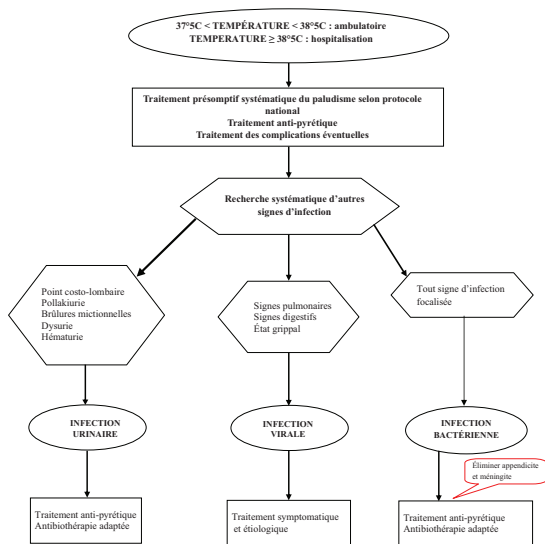 37°5C < TEMPÉRATURE < 38°5C : ambulatoire
TEMPERATURE ≥ 38°5C : hospitalisation
Traitement présomptif systématique du paludisme selon protocole
national
Traitement anti-pyrétique
Traitement des complications éventuelles
Recherche systématique d'autres
signes d'infection
Point costo-lombaire
Pollakiurie
Brûlures mictionnelles
Dysurie
Hématurie
Signes pulmonaires
Signes digestifs
État grippal
Tout signe d'infection
focalisée
INFECTION
URINAIRE
INFECTION
VIRALE
INFECTION
BACTÉRIENNE
Éliminer appendicite
et méningite
Traitement anti-pyrétique
Antibiothérapie adaptée
Traitement symptomatique
et étiologique
Traitement anti-pyrétique
Antibiothérapie adaptée